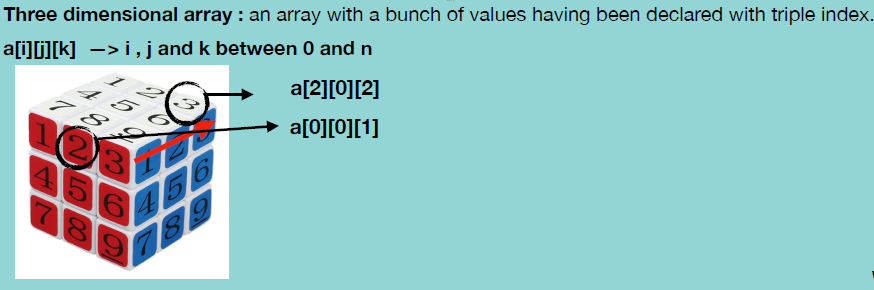 Three dimensional array : an array with a bunch of values having been declared with triple index.
a[i][j][k] —> i , j and k between 0 and n
a[2][0][2]
a[0][0][1]
1
4 2
7 5 3
8 6
9
1 2 3 1 2 3
4 5 6 4 5 6
7 8 9 7 8 9